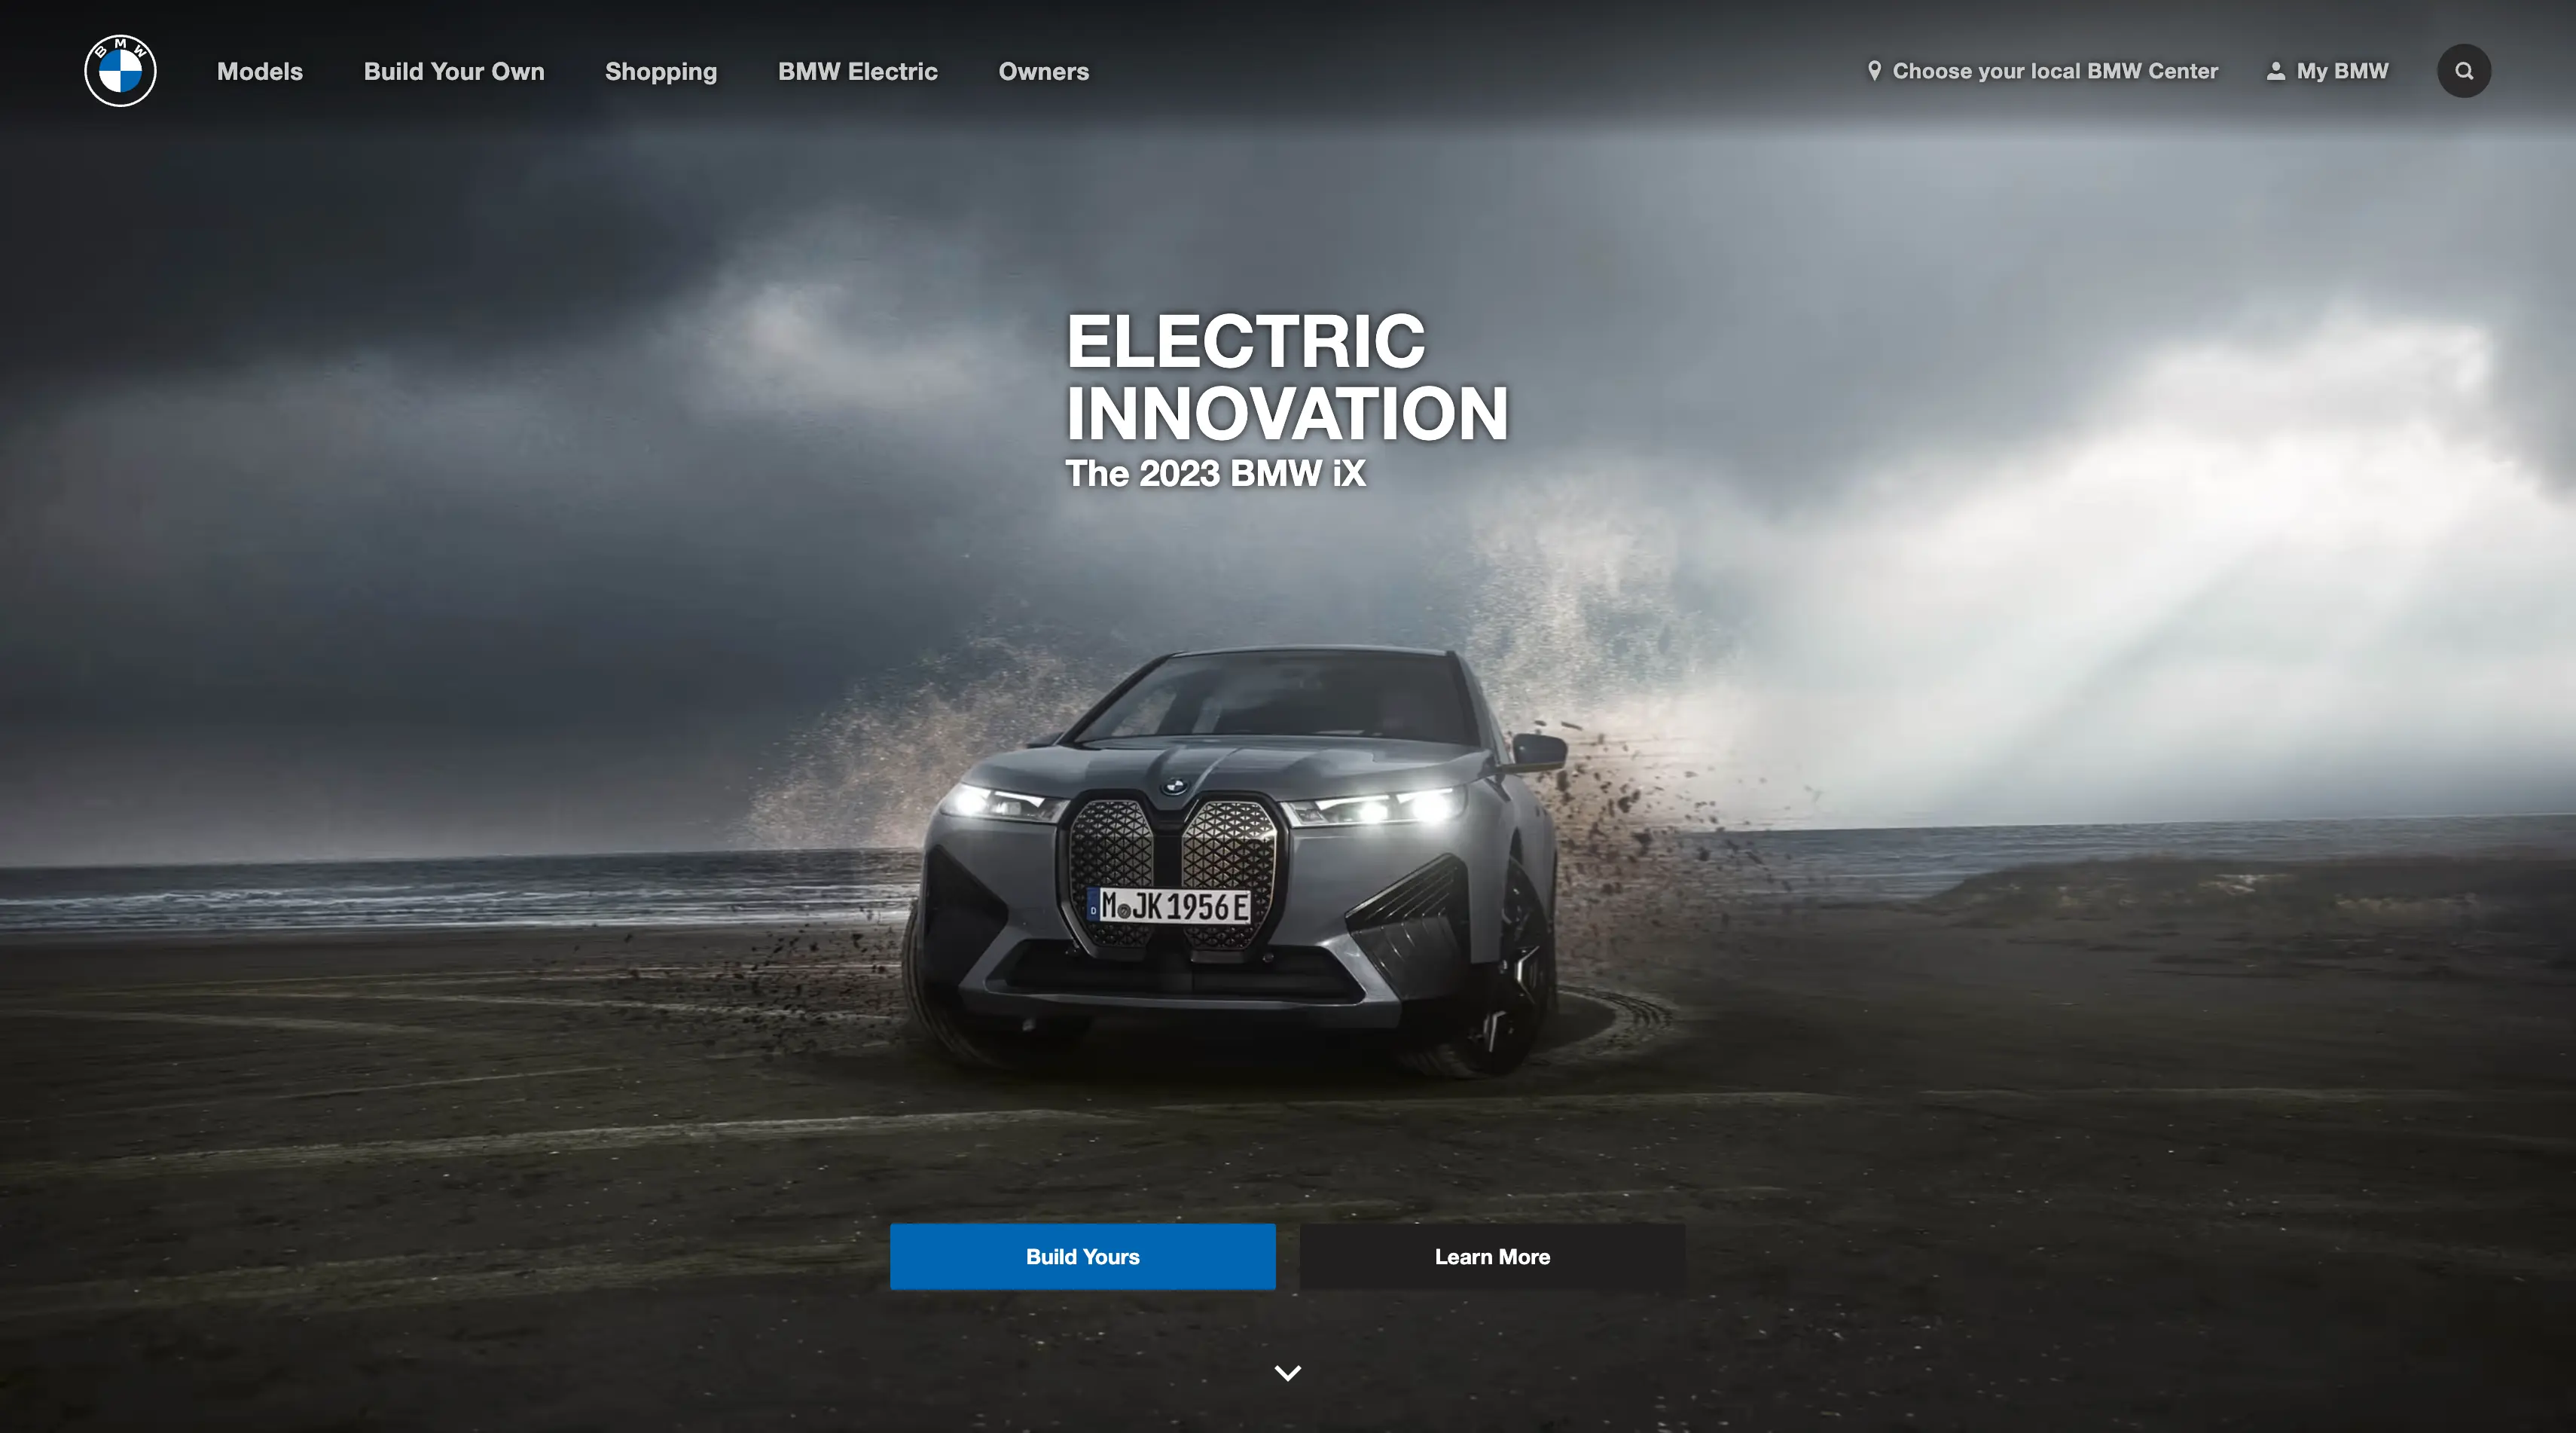 BMW
Models
Build Your Own
Shopping
BMW Electric
Owners
Choose your local BMW Center
My BMW
ELECTRIC
INNOVATION
The 2023 BMW iX
D
M JK 1956 E
Build Yours
Learn More